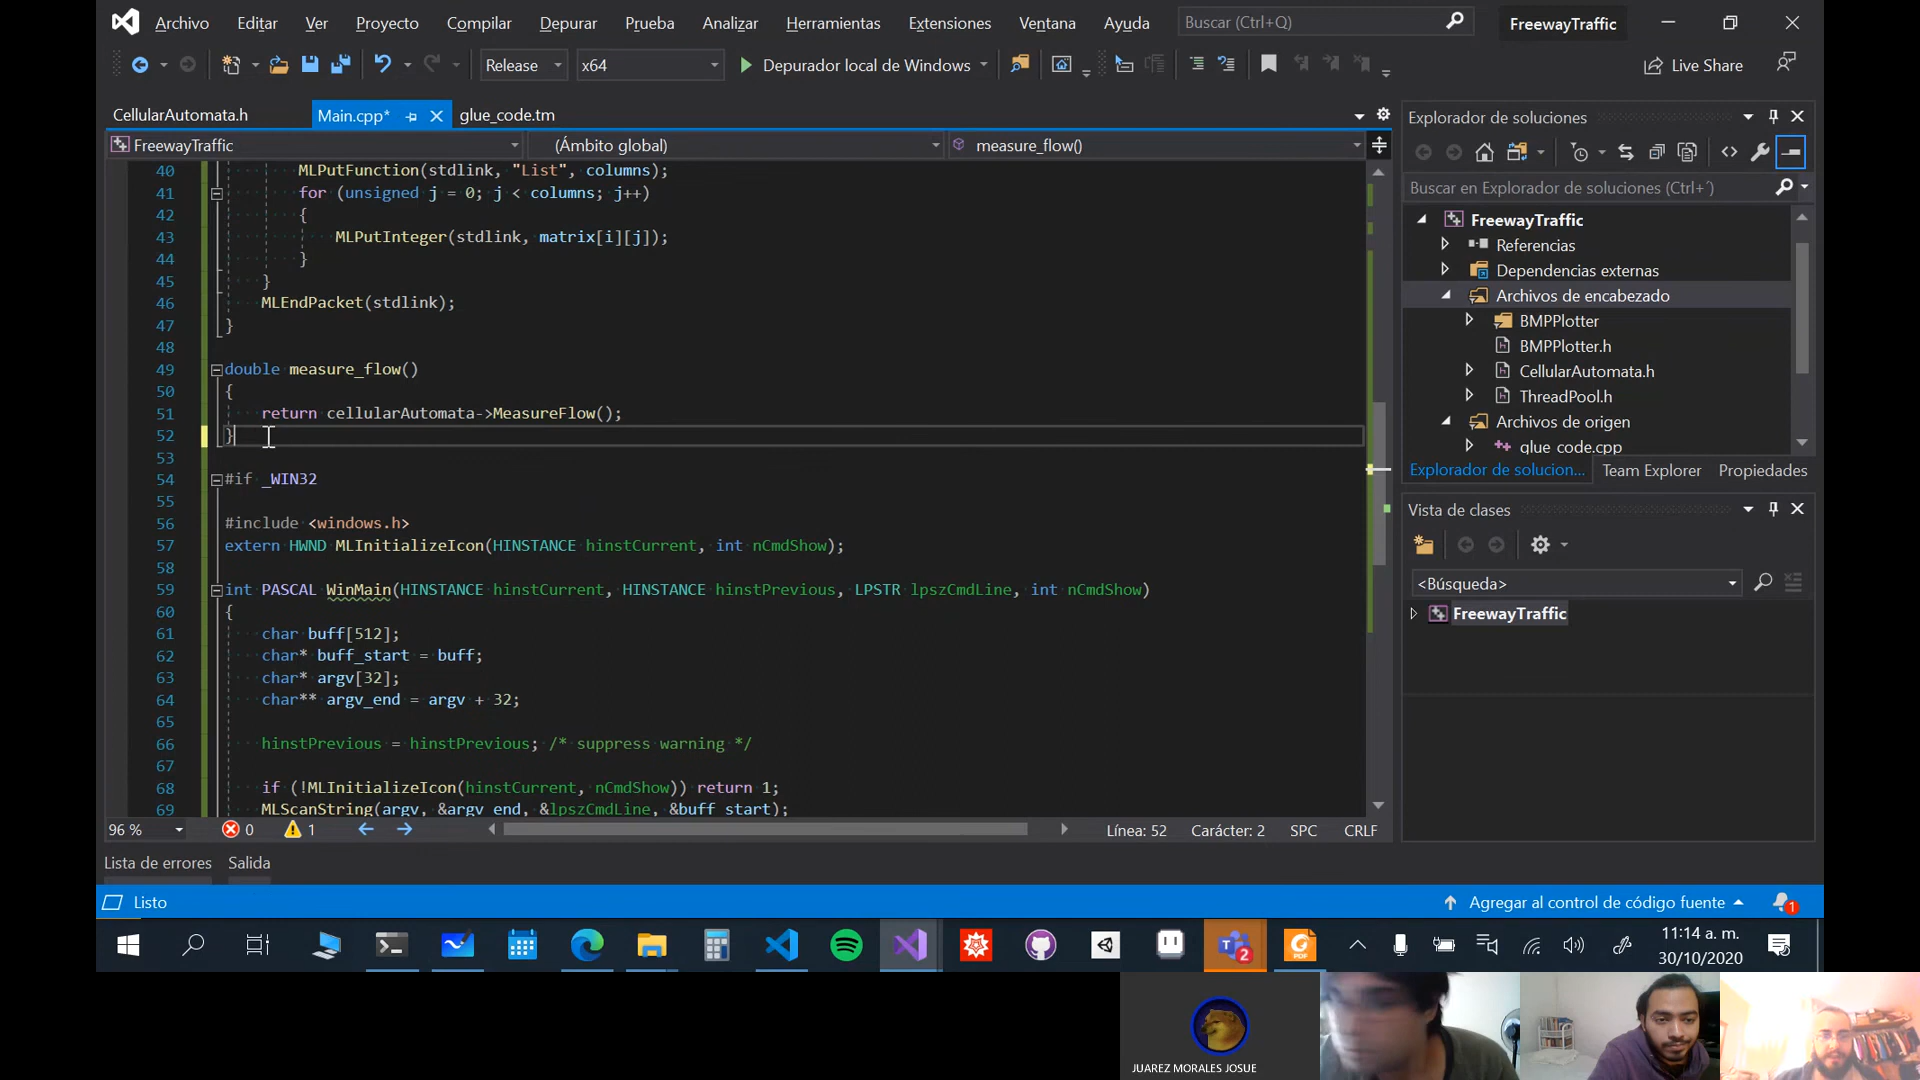 Archivo Editar Ver Proyecto Compilar Depurar Prueba Analizar Herramientas Extensiones Ventana Ayuda Buscar (Ctrl+Q) FreewayTraffic
Release x64 Depurador local de Windows Live Share
CellularAutomata.h Main.cpp* glue_code.tm
FreewayTraffic (Ámbito global) measure_flow()
40 MLPutFunction(stdlink, "List", columns);
41 for (unsigned j = 0; j < columns; j++)
42 {
43 MLPutInteger(stdlink, matrix[i][j]);
44 }
45 }
46 MLEndPacket(stdlink);
47 }
48
49 double measure_flow()
50 {
51 return cellularAutomata->MeasureFlow();
52 }
53
54 #if _WIN32
55
56 #include <windows.h>
57 extern HWND MLInitializeIcon(HINSTANCE hinstCurrent, int nCmdShow);
58
59 int PASCAL WinMain(HINSTANCE hinstCurrent, HINSTANCE hinstPrevious, LPSTR lpszCmdLine, int nCmdShow)
60 {
61 char buff[512];
62 char* buff_start = buff;
63 char* argv[32];
64 char** argv_end = argv + 32;
65
66 hinstPrevious = hinstPrevious; /* suppress warning */
67
68 if (!MLInitializeIcon(hinstCurrent, nCmdShow)) return 1;
69 MLScanString(argv, &argv_end, &lpszCmdLine, &buff_start);
96 % 0 1 Línea: 52 Carácter: 2 SPC CRLF
Explorador de soluciones
Buscar en Explorador de soluciones (Ctrl+´)
FreewayTraffic
Referencias
Dependencias externas
Archivos de encabezado
BMPPlotter
BMPPlotter.h
CellularAutomata.h
ThreadPool.h
Archivos de origen
glue_code.cpp
Explorador de solucion... Team Explorer Propiedades
Vista de clases
<Búsqueda>
FreewayTraffic
Lista de errores Salida
Listo Agregar al control de código fuente 1
2
PDF
11:14 a. m.
30/10/2020
JUAREZ MORALES JOSUE